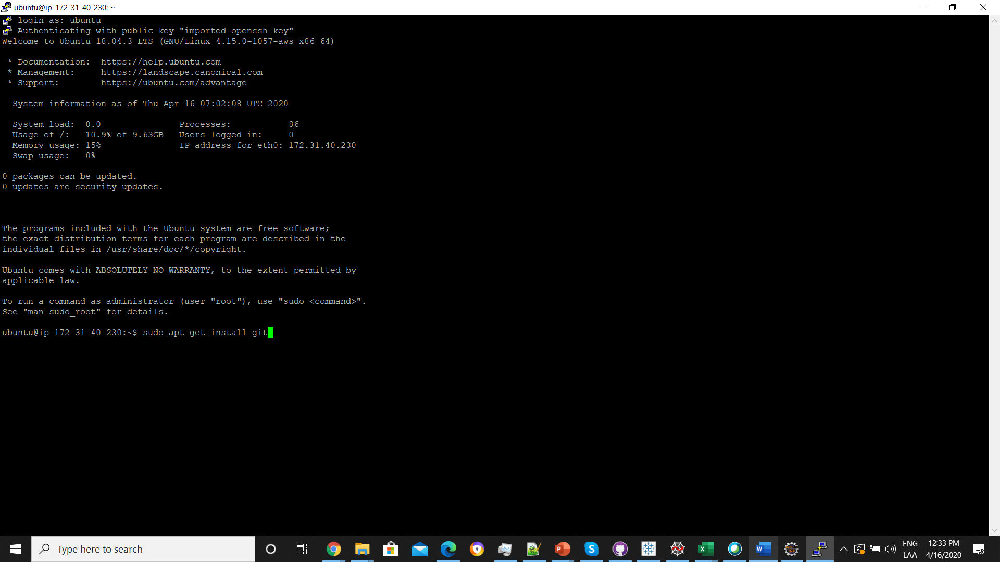 ubuntu@ip-172-31-40-230: ~
login as: ubuntu
Authenticating with public key "imported-openssh-key"
Welcome to Ubuntu 18.04.3 LTS (GNU/Linux 4.15.0-1057-aws x86_64)
* Documentation:  https://help.ubuntu.com
* Management:     https://landscape.canonical.com
* Support:        https://ubuntu.com/advantage
System information as of Thu Apr 16 07:02:08 UTC 2020
System load:  0.0               Processes:           86
Usage of /:   10.9% of 9.63GB   Users logged in:     0
Memory usage: 15%               IP address for eth0: 172.31.40.230
Swap usage:   0%
0 packages can be updated.
0 updates are security updates.
The programs included with the Ubuntu system are free software;
the exact distribution terms for each program are described in the
individual files in /usr/share/doc/*/copyright.
Ubuntu comes with ABSOLUTELY NO WARRANTY, to the extent permitted by
applicable law.
To run a command as administrator (user "root"), use "sudo <command>".
See "man sudo_root" for details.
ubuntu@ip-172-31-40-230:~$ sudo apt-get install git
Type here to search
ENG
LAA
12:33 PM
4/16/2020